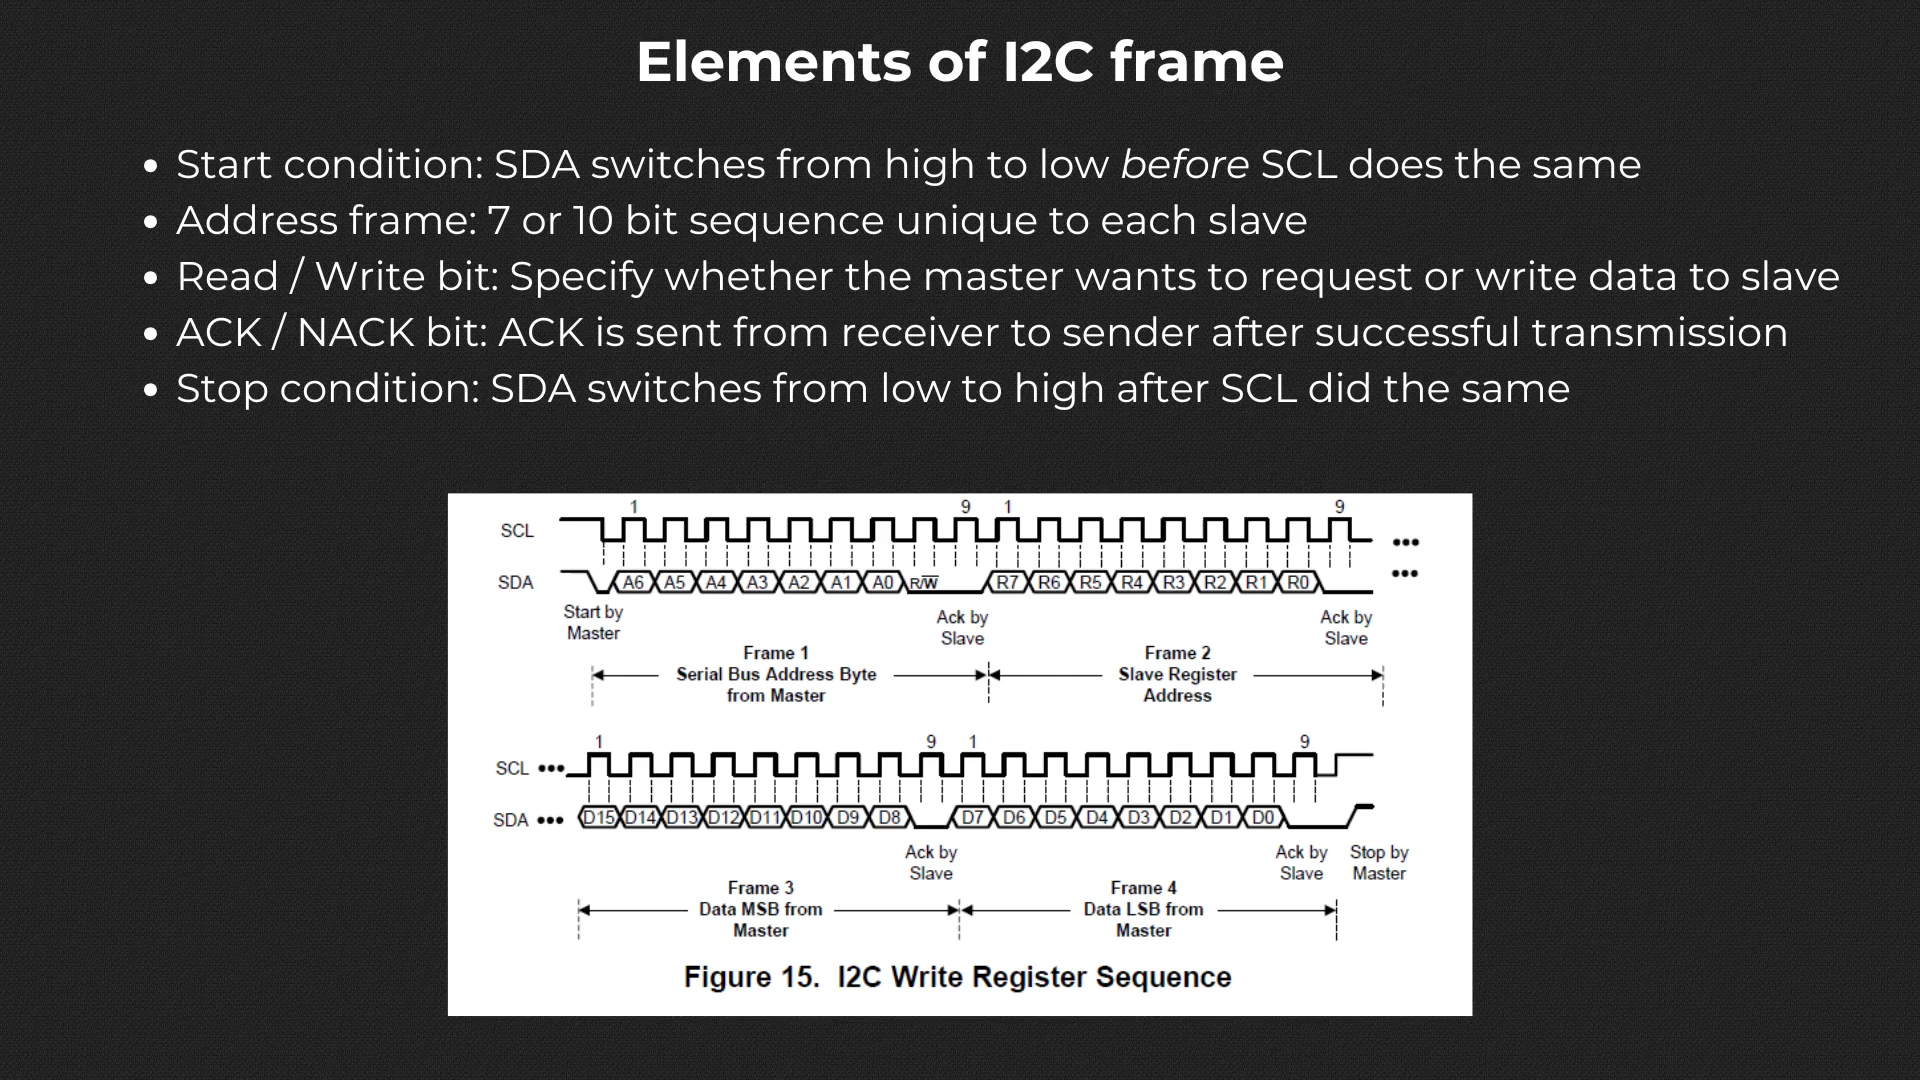 Elements of I2C frame
• Start condition: SDA switches from high to low before SCL does the same
• Address frame: 7 or 10 bit sequence unique to each slave
• Read / Write bit: Specify whether the master wants to request or write data to slave
• ACK / NACK bit: ACK is sent from receiver to sender after successful transmission
• Stop condition: SDA switches from low to high after SCL did the same
1 9 1 9
SCL •••
SDA A6 A5 A4 A3 A2 A1 A0 R/W̅ R7 R6 R5 R4 R3 R2 R1 R0 •••
Start by
Master
Ack by
Slave
Ack by
Slave
Frame 1
Serial Bus Address Byte
from Master
Frame 2
Slave Register
Address
1 9 1 9
SCL •••
SDA ••• D15 D14 D13 D12 D11 D10 D9 D8 D7 D6 D5 D4 D3 D2 D1 D0
Ack by
Slave
Ack by
Slave
Stop by
Master
Frame 3
Data MSB from
Master
Frame 4
Data LSB from
Master
Figure 15. I2C Write Register Sequence